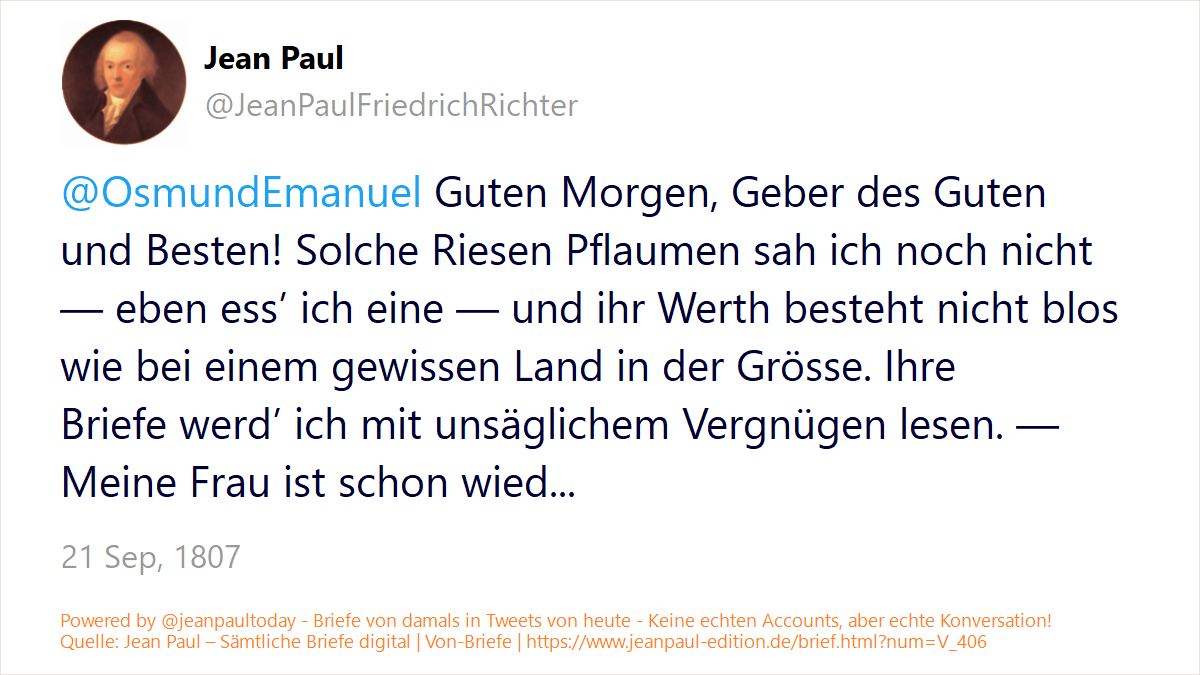 Jean Paul
@JeanPaulFriedrichRichter
@OsmundEmanuel Guten Morgen, Geber des Guten
und Besten! Solche Riesen Pflaumen sah ich noch nicht
— eben ess’ ich eine — und ihr Werth besteht nicht blos
wie bei einem gewissen Land in der Grösse. Ihre
Briefe werd’ ich mit unsäglichem Vergnügen lesen. —
Meine Frau ist schon wied...
21 Sep, 1807
Powered by @jeanpaultoday - Briefe von damals in Tweets von heute - Keine echten Accounts, aber echte Konversation!
Quelle: Jean Paul – Sämtliche Briefe digital | Von-Briefe | https://www.jeanpaul-edition.de/brief.html?num=V_406